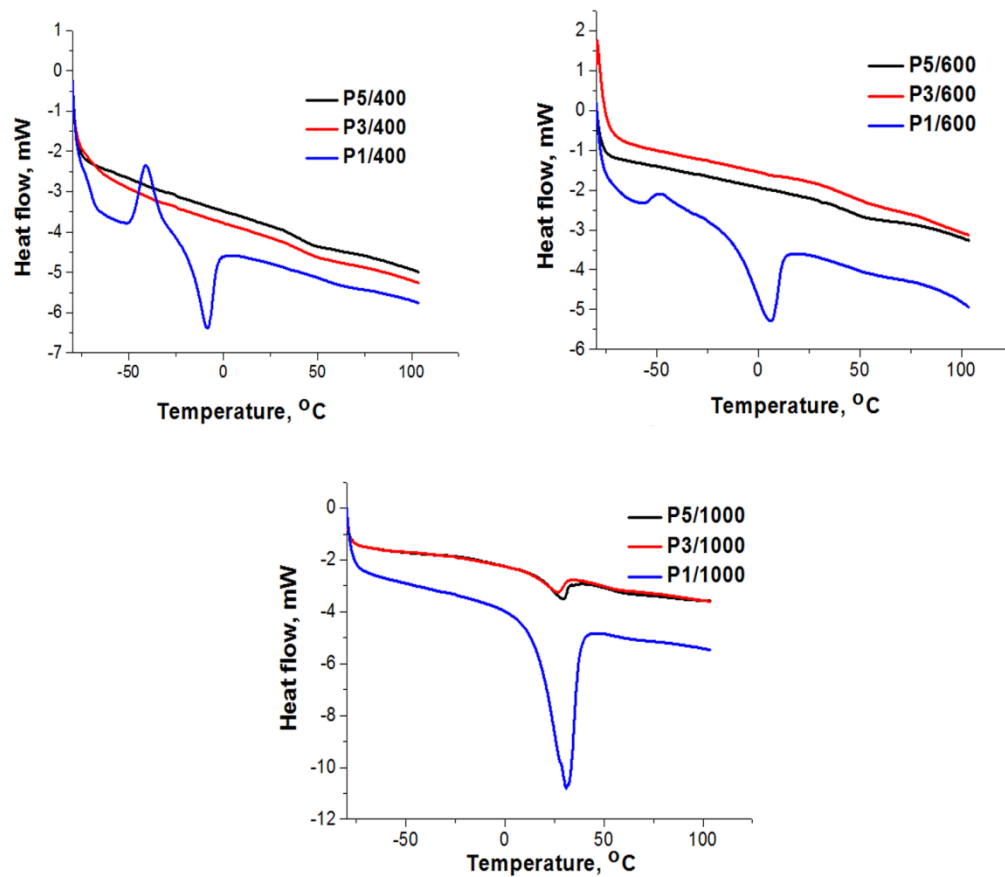 1
0
-1
-2
-3
-4
-5
-6
-7
Heat flow, mW
P5/400
P3/400
P1/400
-50
0
50
100
Temperature, °C
2
1
0
-1
-2
-3
-4
-5
-6
Heat flow, mW
P5/600
P3/600
P1/600
-50
0
50
100
Temperature, °C
0
-2
-4
-6
-8
-10
-12
Heat flow, mW
P5/1000
P3/1000
P1/1000
-50
0
50
100
Temperature, °C